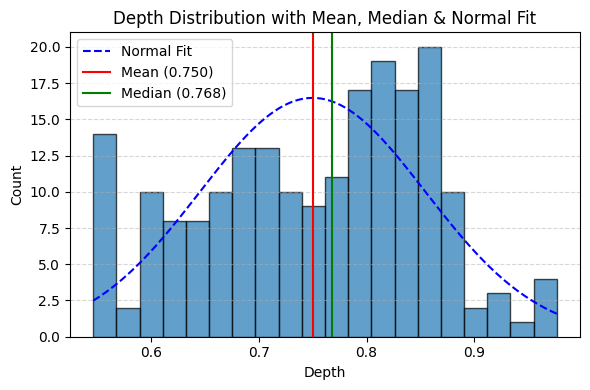 Depth Distribution with Mean, Median & Normal Fit
Normal Fit
Mean (0.750)
Median (0.768)
20.0
17.5
15.0
12.5
10.0
7.5
5.0
2.5
0.0
Count
0.6 0.7 0.8 0.9
Depth